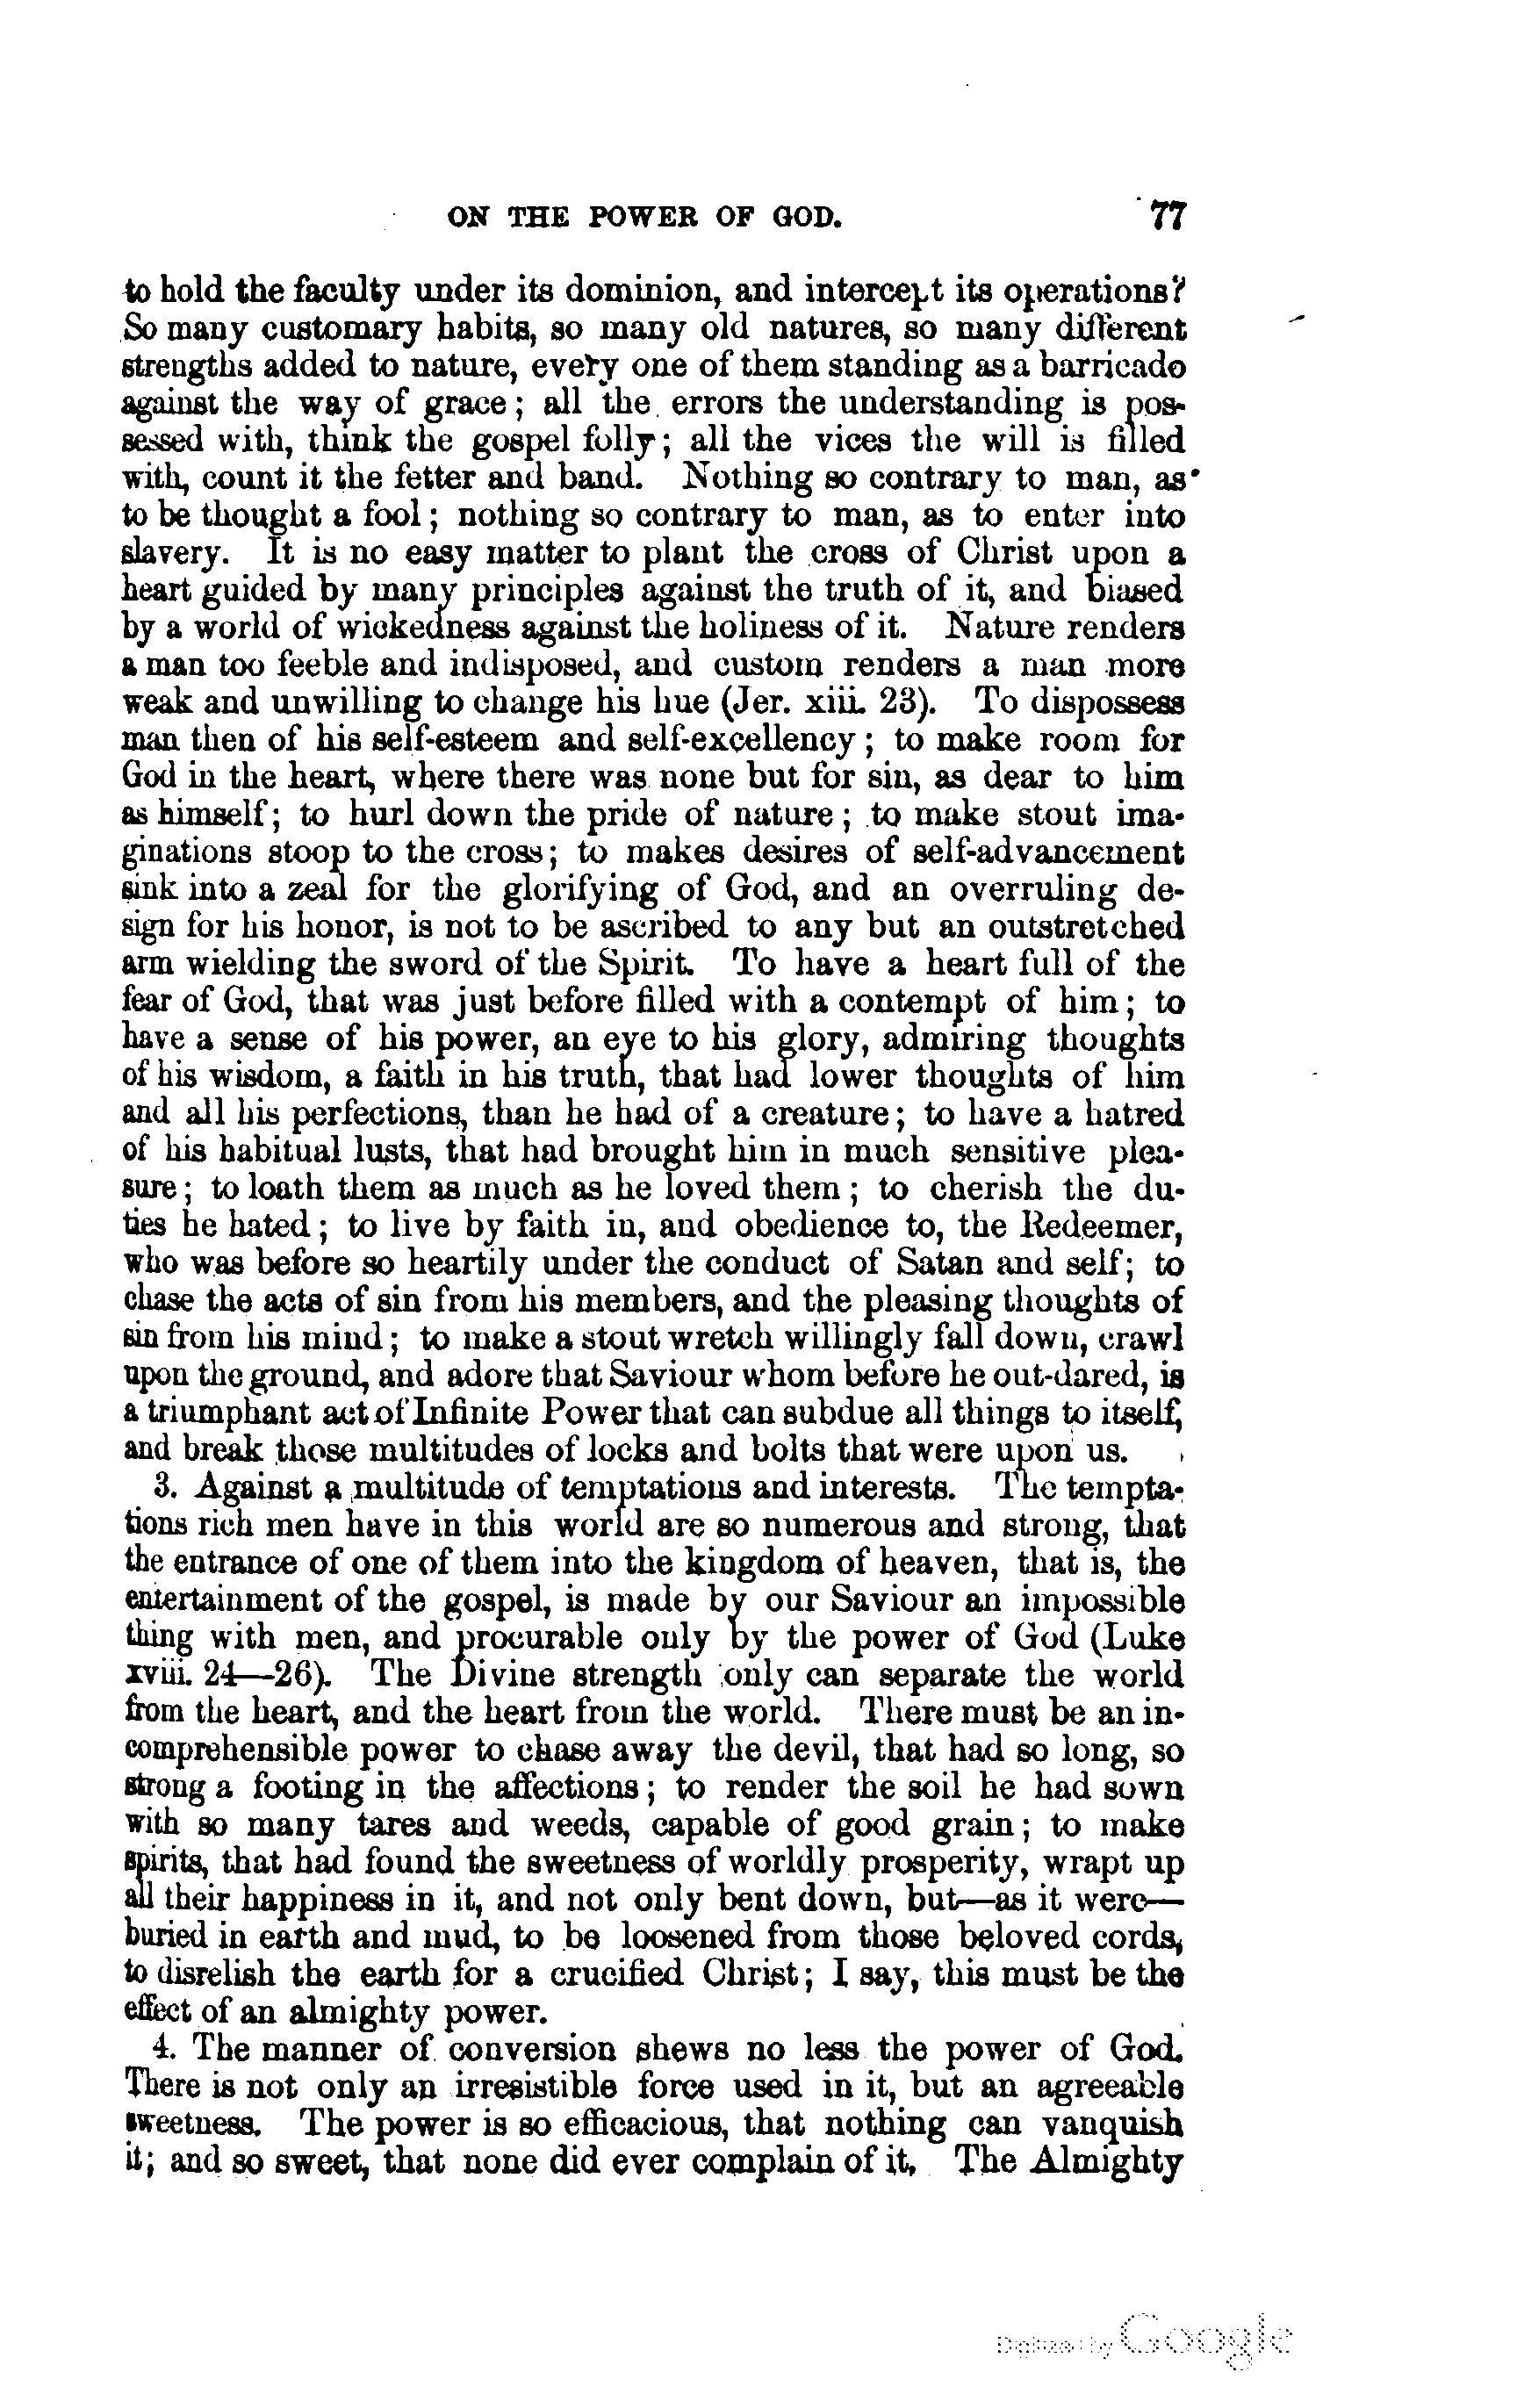 ON THE POWER OF GOD. 77
to hold the faculty under its dominion, and intercept its operations?
So many customary habits, so many old natures, so many different
strengths added to nature, every one of them standing as a barricado
against the way of grace; all the errors the understanding is pos-
sessed with, think the gospel folly; all the vices the will is filled
with, count it the fetter and band. Nothing so contrary to man, as
to be thought a fool; nothing so contrary to man, as to enter into
slavery. It is no easy matter to plant the cross of Christ upon a
heart guided by many principles against the truth of it, and biased
by a world of wickedness against the holiness of it. Nature renders
a man too feeble and indisposed, and custom renders a man more
weak and unwilling to change his hue (Jer. xiii. 23). To dispossess
man then of his self-esteem and self-excellency; to make room for
God in the heart, where there was none but for sin, as dear to him
as himself; to hurl down the pride of nature; to make stout ima-
ginations stoop to the cross; to makes desires of self-advancement
sink into a zeal for the glorifying of God, and an overruling de-
sign for his honor, is not to be ascribed to any but an outstretched
arm wielding the sword of the Spirit. To have a heart full of the
fear of God, that was just before filled with a contempt of him; to
have a sense of his power, an eye to his glory, admiring thoughts
of his wisdom, a faith in his truth, that had lower thoughts of him
and all his perfections, than he had of a creature; to have a hatred
of his habitual lusts, that had brought him in much sensitive plea-
sure; to loath them as much as he loved them; to cherish the du-
ties he hated; to live by faith in, and obedience to, the Redeemer,
who was before so heartily under the conduct of Satan and self; to
chase the acts of sin from his members, and the pleasing thoughts of
sin from his mind; to make a stout wretch willingly fall down, crawl
upon the ground, and adore that Saviour whom before he out-dared, is
a triumphant act of Infinite Power that can subdue all things to itself,
and break those multitudes of locks and bolts that were upon us.
3. Against a multitude of temptations and interests. The tempta-
tions rich men have in this world are so numerous and strong, that
the entrance of one of them into the kingdom of heaven, that is, the
entertainment of the gospel, is made by our Saviour an impossible
thing with men, and procurable only by the power of God (Luke
xviii. 24—26). The Divine strength only can separate the world
from the heart, and the heart from the world. There must be an in-
comprehensible power to chase away the devil, that had so long, so
strong a footing in the affections; to render the soil he had sown
with so many tares and weeds, capable of good grain; to make
spirits, that had found the sweetness of worldly prosperity, wrapt up
all their happiness in it, and not only bent down, but—as it were—
buried in earth and mud, to be loosened from those beloved cords,
to disrelish the earth for a crucified Christ; I say, this must be the
effect of an almighty power.
4. The manner of conversion shews no less the power of God.
There is not only an irresistible force used in it, but an agreeable
sweetness. The power is so efficacious, that nothing can vanquish
it; and so sweet, that none did ever complain of it. The Almighty
Digitized by Google